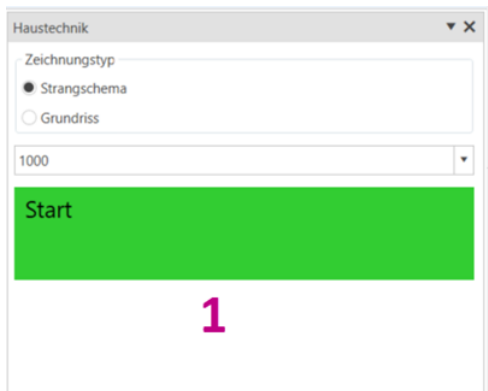 Haustechnik
Zeichnungstyp
Strangschema
Grundriss
1000
Start
1